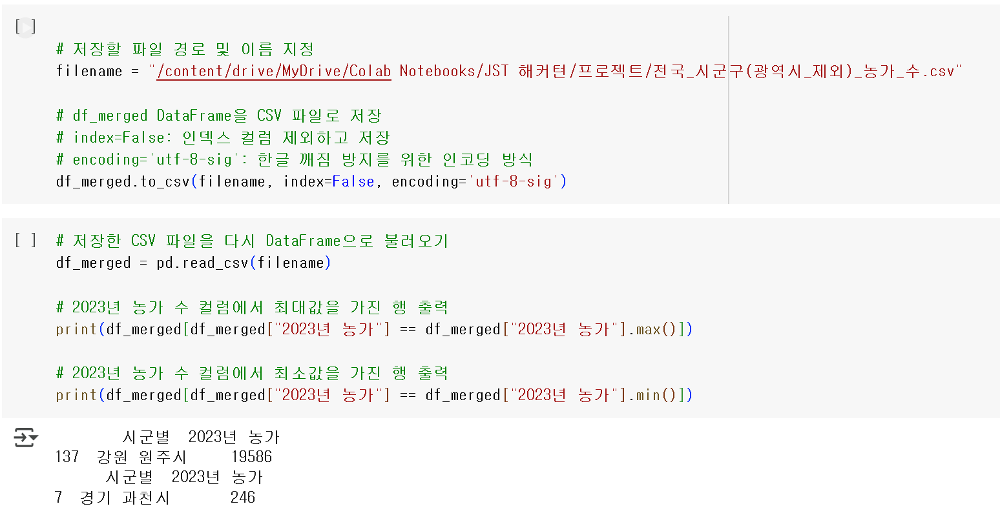 [ ]
# 저장할 파일 경로 및 이름 지정
filename = "/content/drive/MyDrive/Colab Notebooks/JST 해커텬/프로젝트/전국_시군구(광역시_제외)_농가_수.csv"
# df_merged DataFrame을 CSV 파일로 저장
# index=False: 인덱스 컬럼 제외하고 저장
# encoding='utf-8-sig': 한글 깨짐 방지를 위한 인코딩 방식
df_merged.to_csv(filename, index=False, encoding='utf-8-sig')
[ ] # 저장한 CSV 파일을 다시 DataFrame으로 불러오기
df_merged = pd.read_csv(filename)
# 2023년 농가 수 컬럼에서 최대값을 가진 행 출력
print(df_merged[df_merged["2023년 농가"] == df_merged["2023년 농가"].max()])
# 2023년 농가 수 컬럼에서 최소값을 가진 행 출력
print(df_merged[df_merged["2023년 농가"] == df_merged["2023년 농가"].min()])
시군별 2023년 농가
137 강원 원주시 19586
시군별 2023년 농가
7 경기 과천시 246